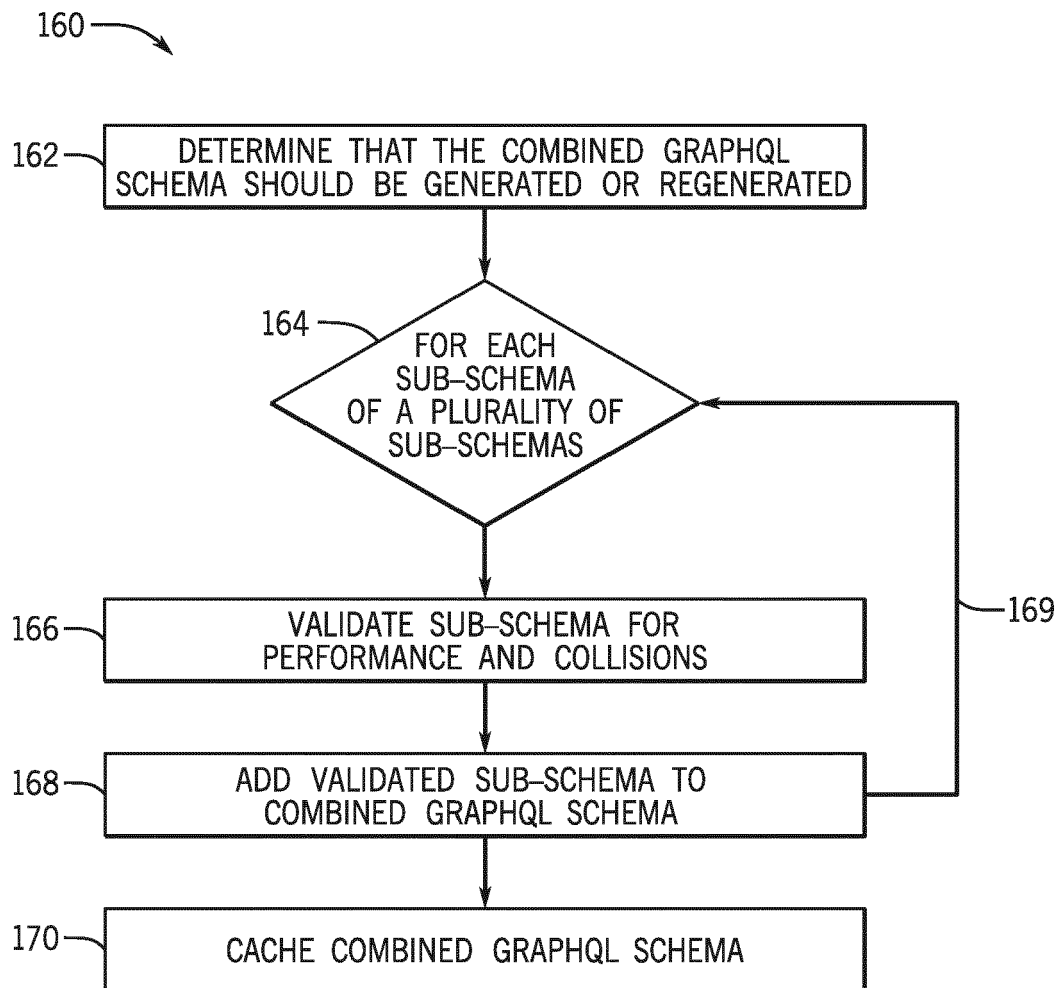 160
162
DETERMINE THAT THE COMBINED GRAPHQL
SCHEMA SHOULD BE GENERATED OR REGENERATED
164
FOR EACH
SUB–SCHEMA
OF A PLURALITY OF
SUB–SCHEMAS
166
VALIDATE SUB–SCHEMA FOR
PERFORMANCE AND COLLISIONS
169
168
ADD VALIDATED SUB–SCHEMA TO
COMBINED GRAPHQL SCHEMA
170
CACHE COMBINED GRAPHQL SCHEMA